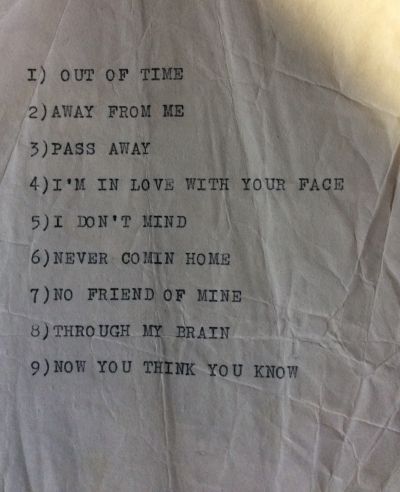 1) OUT OF TIME
2)AWAY FROM ME
3)PASS AWAY
4)I'M IN LOVE WITH YOUR FACE
5)I DON'T MIND
6)NEVER COMIN HOME
7)NO FRIEND OF MINE
8)THROUGH MY BRAIN
9)NOW YOU THINK YOU KNOW